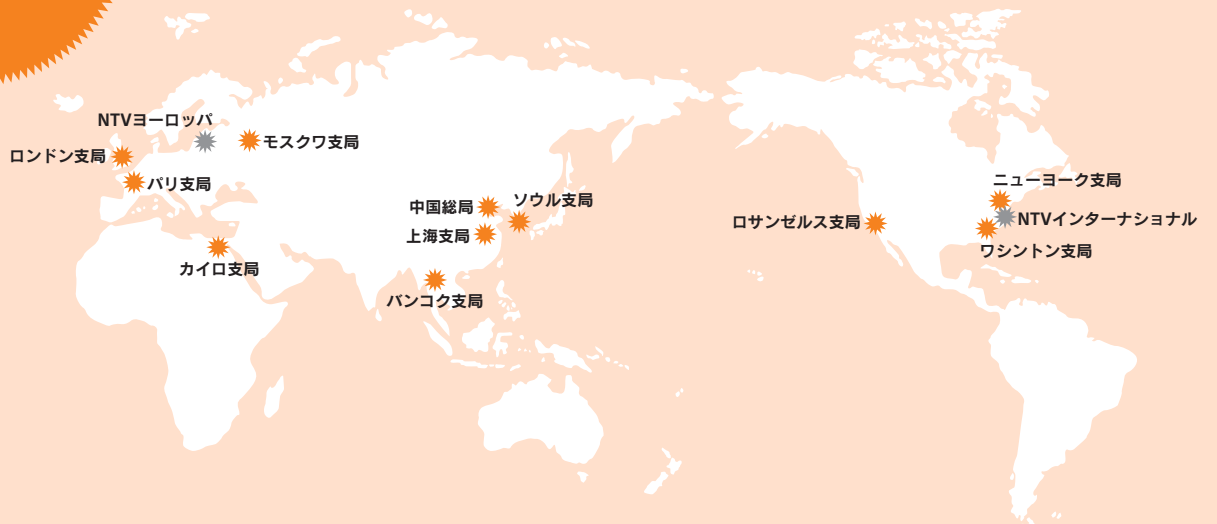 NTVヨーロッパ
モスクワ支局
ロンドン支局
パリ支局
カイロ支局
中国総局
ソウル支局
上海支局
バンコク支局
ロサンゼルス支局
ニューヨーク支局
NTVインターナショナル
ワシントン支局